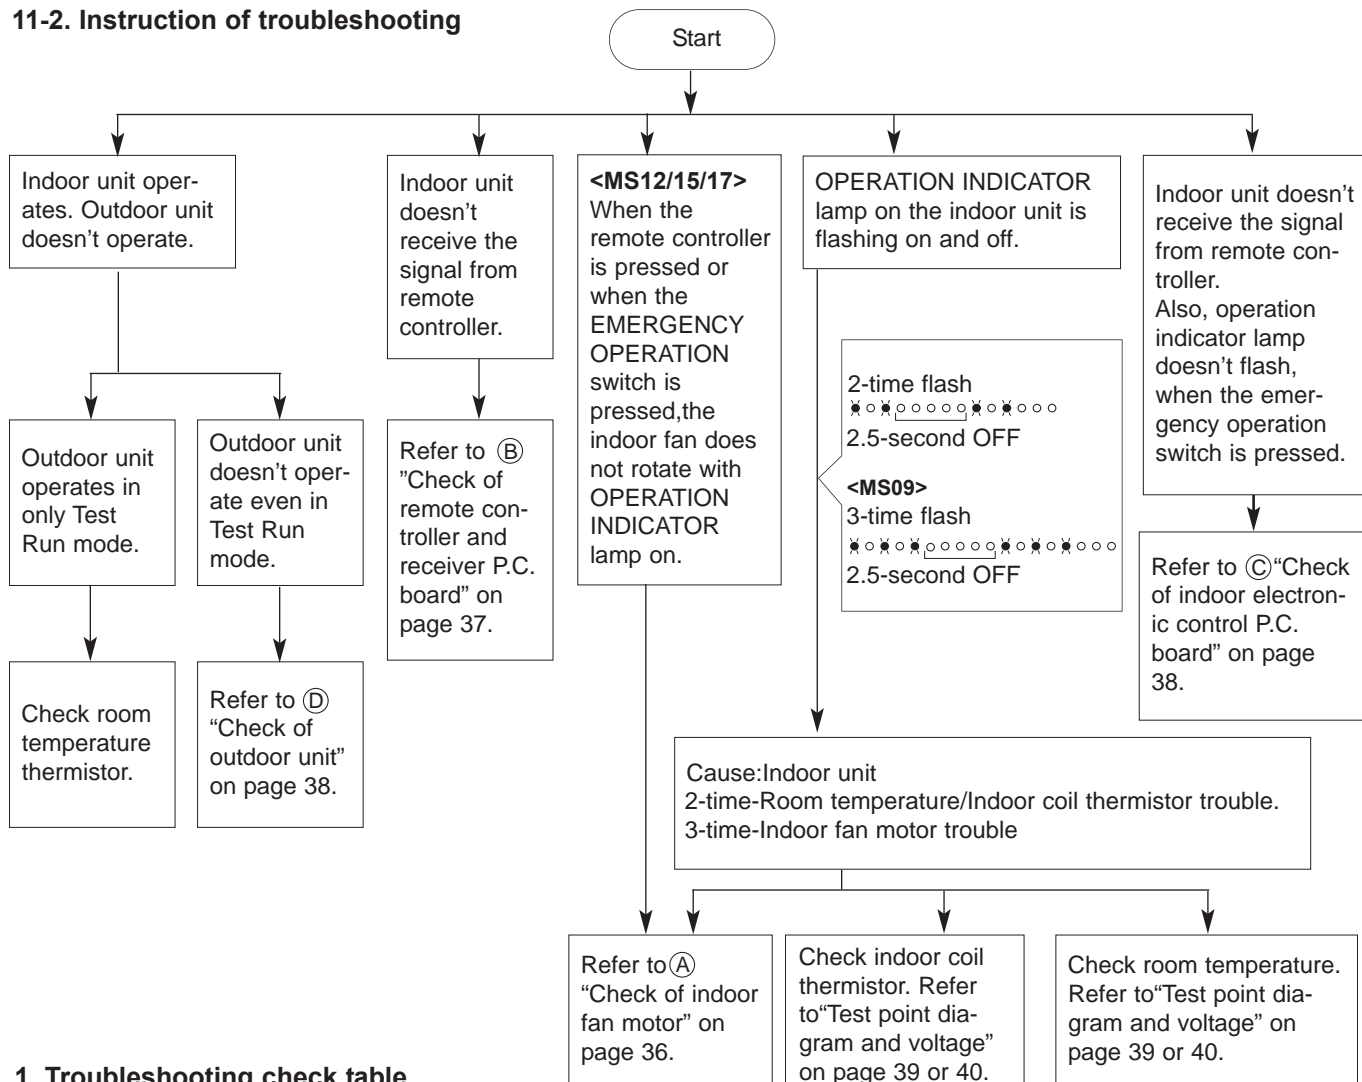 11-2. Instruction of troubleshooting
Start
Indoor unit oper-
ates. Outdoor unit
doesn't operate.
Indoor unit
doesn't
receive the
signal from
remote
controller.
<MS12/15/17>
When the
remote controller
is pressed or
when the
EMERGENCY
OPERATION
switch is
pressed,the
indoor fan does
not rotate with
OPERATION
INDICATOR
lamp on.
OPERATION INDICATOR
lamp on the indoor unit is
flashing on and off.
Indoor unit doesn't
receive the signal
from remote con-
troller.
Also, operation
indicator lamp
doesn't flash,
when the emer-
gency operation
switch is pressed.
2-time flash
2.5-second OFF
<MS09>
3-time flash
2.5-second OFF
Outdoor unit
operates in
only Test
Run mode.
Outdoor unit
doesn't oper-
ate even in
Test Run
mode.
Refer to Ⓑ
”Check of
remote con-
troller and
receiver P.C.
board” on
page 37.
Refer to Ⓒ“Check
of indoor electron-
ic control P.C.
board” on page
38.
Check room
temperature
thermistor.
Refer to Ⓓ
“Check of
outdoor unit”
on page 38.
Cause:Indoor unit
2-time-Room temperature/Indoor coil thermistor trouble.
3-time-Indoor fan motor trouble
Refer toⒶ
“Check of indoor
fan motor” on
page 36.
Check indoor coil
thermistor. Refer
to“Test point dia-
gram and voltage”
on page 39 or 40.
Check room temperature.
Refer to“Test point dia-
gram and voltage” on
page 39 or 40.
1. Troubleshooting check table